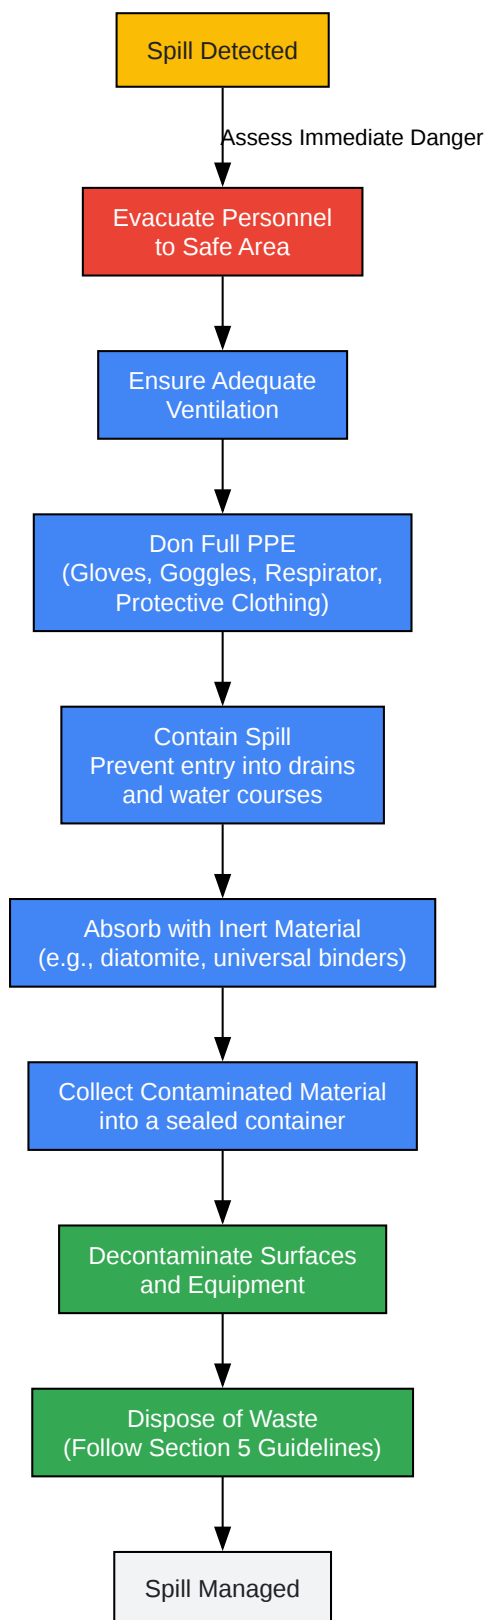 Spill Detected
Assess Immediate Danger
Evacuate Personnel
to Safe Area
Ensure Adequate
Ventilation
Don Full PPE
(Gloves, Goggles, Respirator,
Protective Clothing)
Contain Spill
Prevent entry into drains
and water courses
Absorb with Inert Material
(e.g., diatomite, universal binders)
Collect Contaminated Material
into a sealed container
Decontaminate Surfaces
and Equipment
Dispose of Waste
(Follow Section 5 Guidelines)
Spill Managed